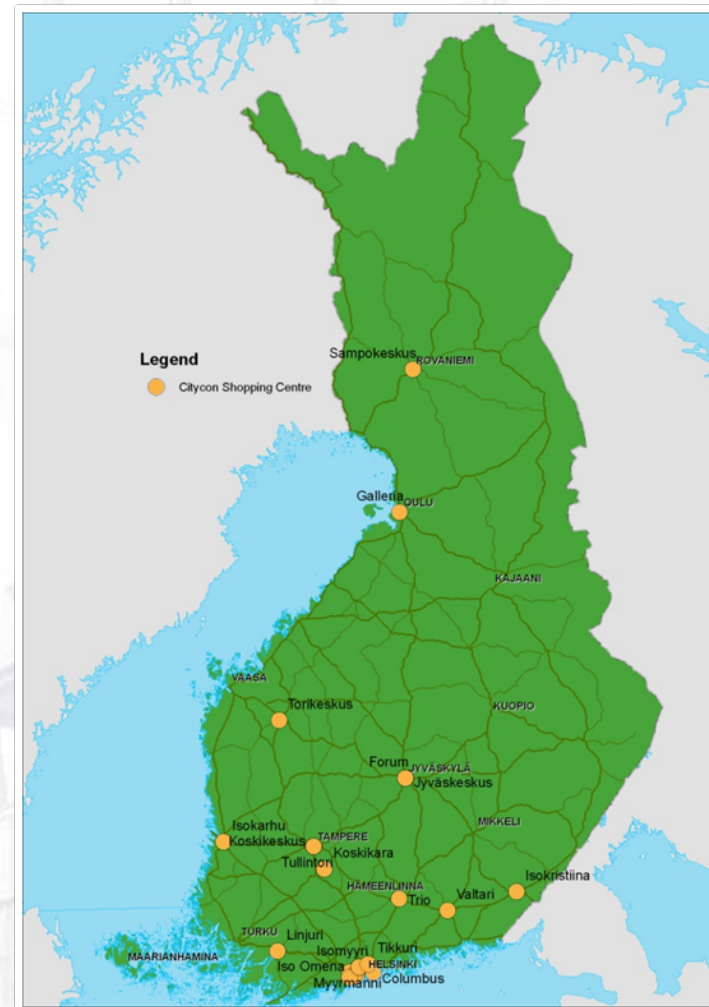 Legend
Citycon Shopping Centre
Sampokeskus
ROVANIEMI
Galleria
OULU
KAJAANI
VAASA
Torikeskus
KUOPIO
Forum
JYVÄSKYLÄ
Jyväskeskus
MIKKELI
Isokarhu
Koskikeskus
TAMPERE
Koskikara
Tullintori
HÄMEENLINNA
Trio
Valtari
Isokristiina
TURKU
Linjuri
MAARIANHAMINA
Isomyyri
Tikkuri
Iso Omena
HELSINKI
Myyrmanni
Columbus